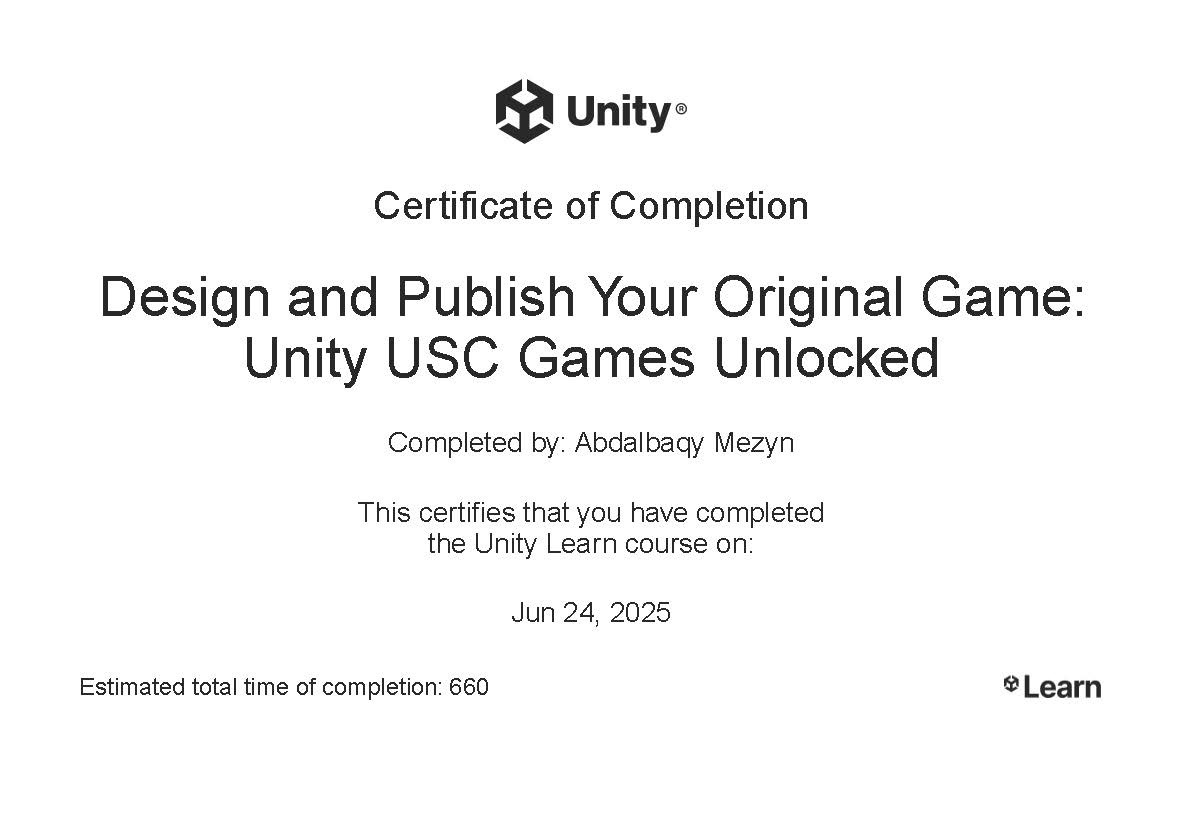 Unity®
Certificate of Completion
Design and Publish Your Original Game:
Unity USC Games Unlocked
Completed by: Abdalbaqy Mezyn
This certifies that you have completed
the Unity Learn course on:
Jun 24, 2025
Estimated total time of completion: 660
Learn